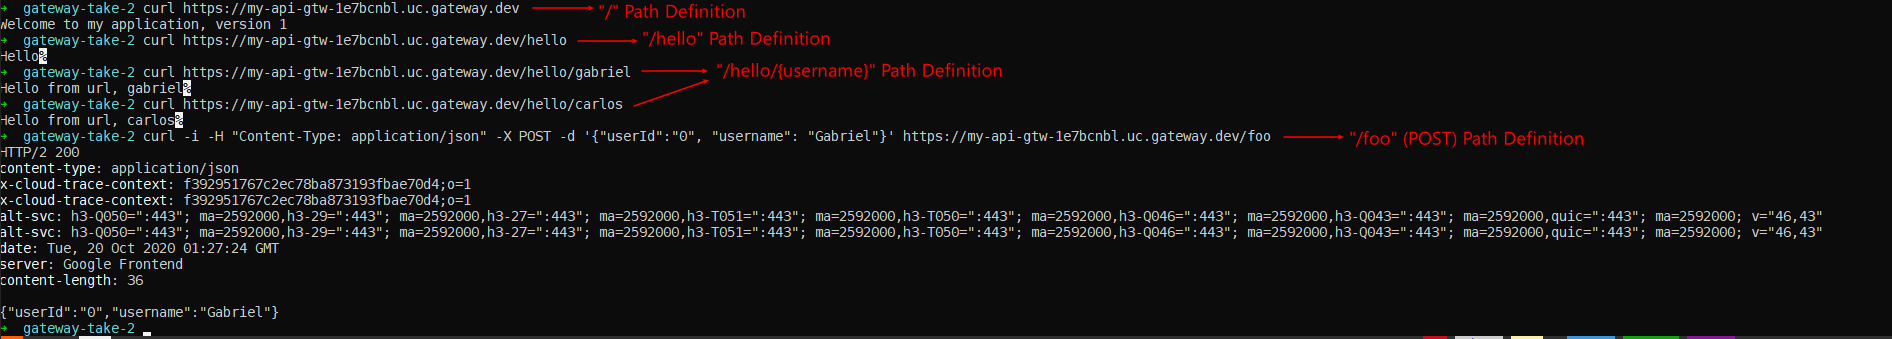 ➜  gateway-take-2 curl https://my-api-gtw-1e7bcnbl.uc.gateway.dev "/" Path Definition
Welcome to my application, version 1
➜  gateway-take-2 curl https://my-api-gtw-1e7bcnbl.uc.gateway.dev/hello "/hello" Path Definition
Hello%
➜  gateway-take-2 curl https://my-api-gtw-1e7bcnbl.uc.gateway.dev/hello/gabriel "/hello/{username}" Path Definition
Hello from url, gabriel%
➜  gateway-take-2 curl https://my-api-gtw-1e7bcnbl.uc.gateway.dev/hello/carlos
Hello from url, carlos%
➜  gateway-take-2 curl -i -H "Content-Type: application/json" -X POST -d '{"userId":"0", "username": "Gabriel"}' https://my-api-gtw-1e7bcnbl.uc.gateway.dev/foo "/foo" (POST) Path Definition
HTTP/2 200
content-type: application/json
x-cloud-trace-context: f392951767c2ec78ba873193fbae70d4;o=1
x-cloud-trace-context: f392951767c2ec78ba873193fbae70d4;o=1
alt-svc: h3-Q050=":443"; ma=2592000,h3-29=":443"; ma=2592000,h3-27=":443"; ma=2592000,h3-T051=":443"; ma=2592000,h3-T050=":443"; ma=2592000,h3-Q046=":443"; ma=2592000,h3-Q043=":443"; ma=2592000,quic=":443"; ma=2592000; v="46,43"
alt-svc: h3-Q050=":443"; ma=2592000,h3-29=":443"; ma=2592000,h3-27=":443"; ma=2592000,h3-T051=":443"; ma=2592000,h3-T050=":443"; ma=2592000,h3-Q046=":443"; ma=2592000,h3-Q043=":443"; ma=2592000,quic=":443"; ma=2592000; v="46,43"
date: Tue, 20 Oct 2020 01:27:24 GMT
server: Google Frontend
content-length: 36
{"userId":"0","username":"Gabriel"}
➜  gateway-take-2